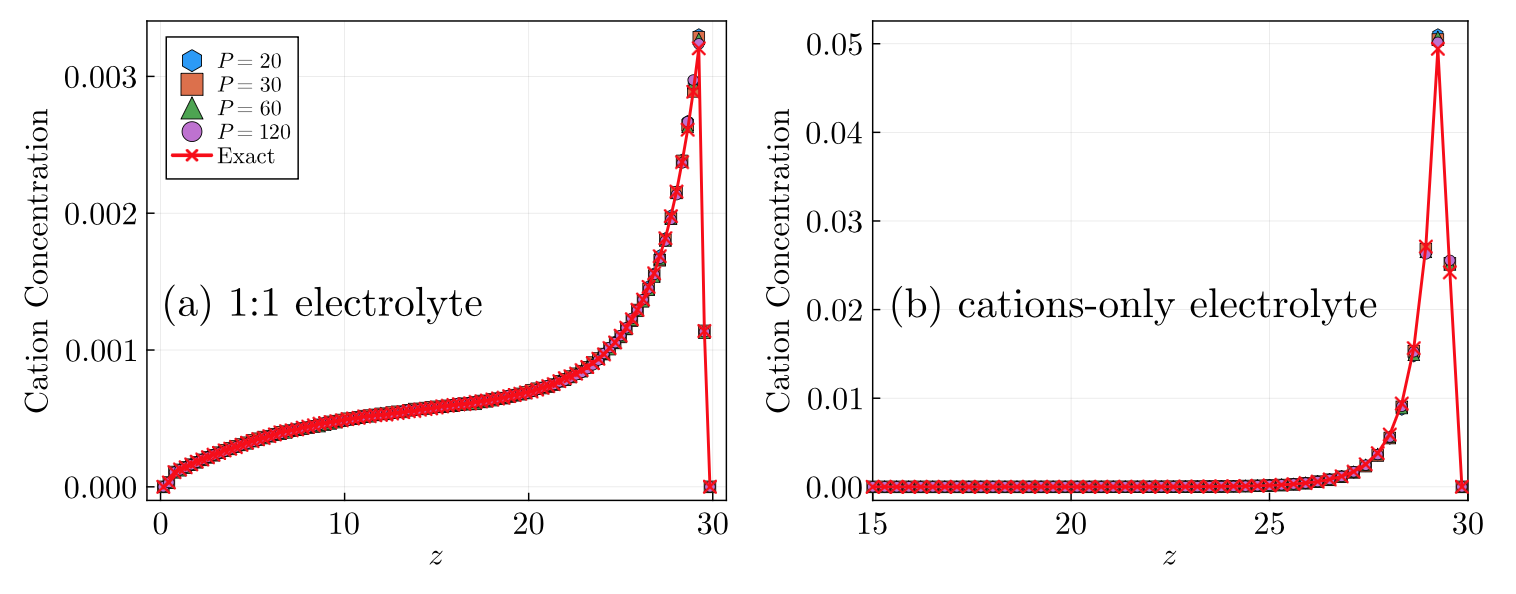 Cation Concentration
0.003
0.002
0.001
0.000
P = 20
P = 30
P = 60
P = 120
Exact
(a) 1:1 electrolyte
0
10
20
30
z
Cation Concentration
0.05
0.04
0.03
0.02
0.01
0.00
(b) cations-only electrolyte
15
20
25
30
z